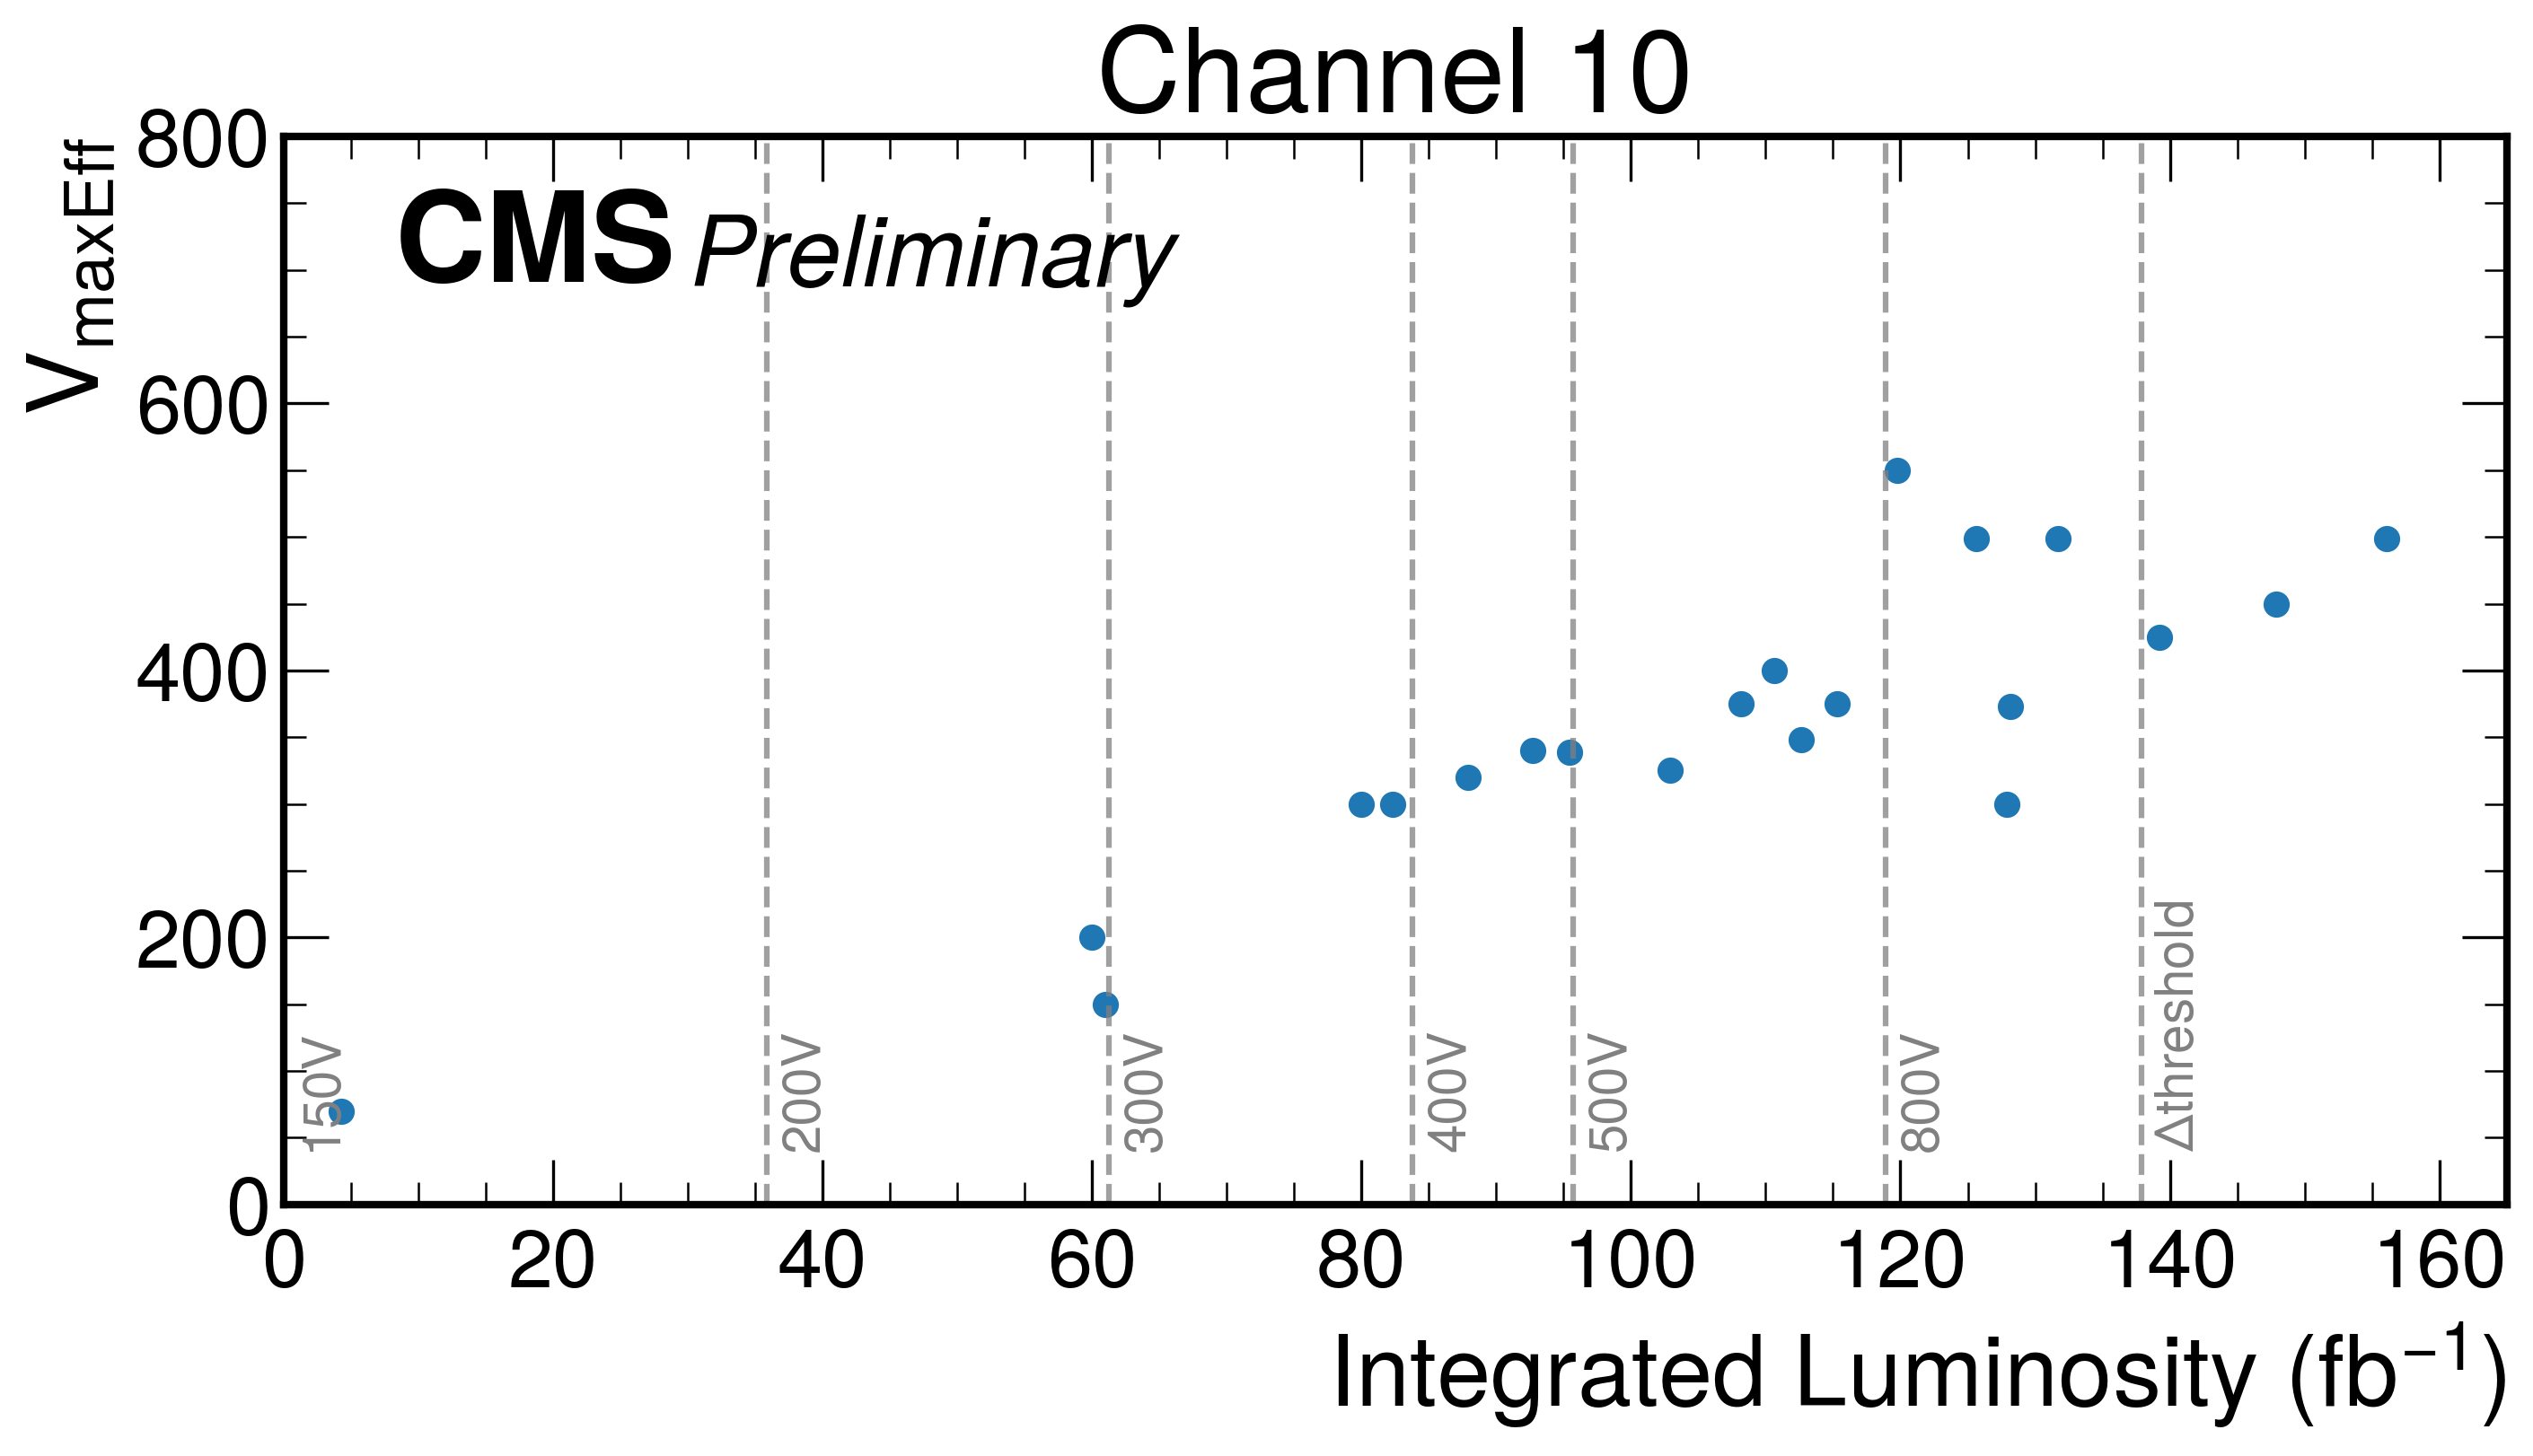 Channel 10
CMS Preliminary
V_maxEff
800
600
400
200
0
150V
200V
300V
400V
500V
800V
Δthreshold
0 20 40 60 80 100 120 140 160
Integrated Luminosity (fb⁻¹)